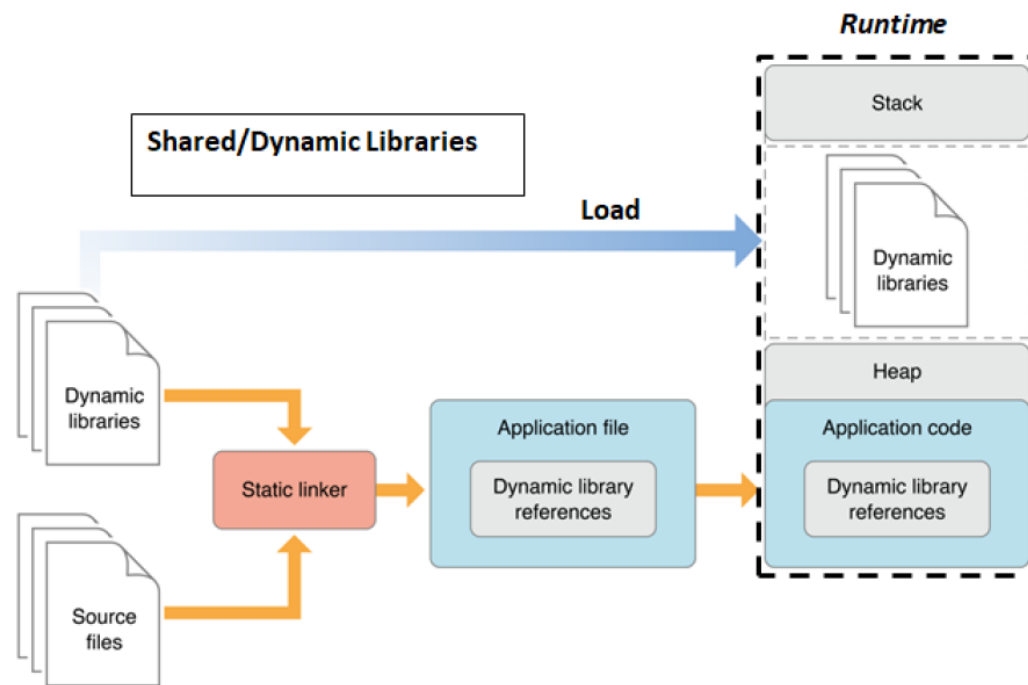 Runtime
Stack
Shared/Dynamic Libraries
Load
Dynamic
libraries
Dynamic
libraries
Heap
Application file
Application code
Static linker
Dynamic library
references
Dynamic library
references
Source
files